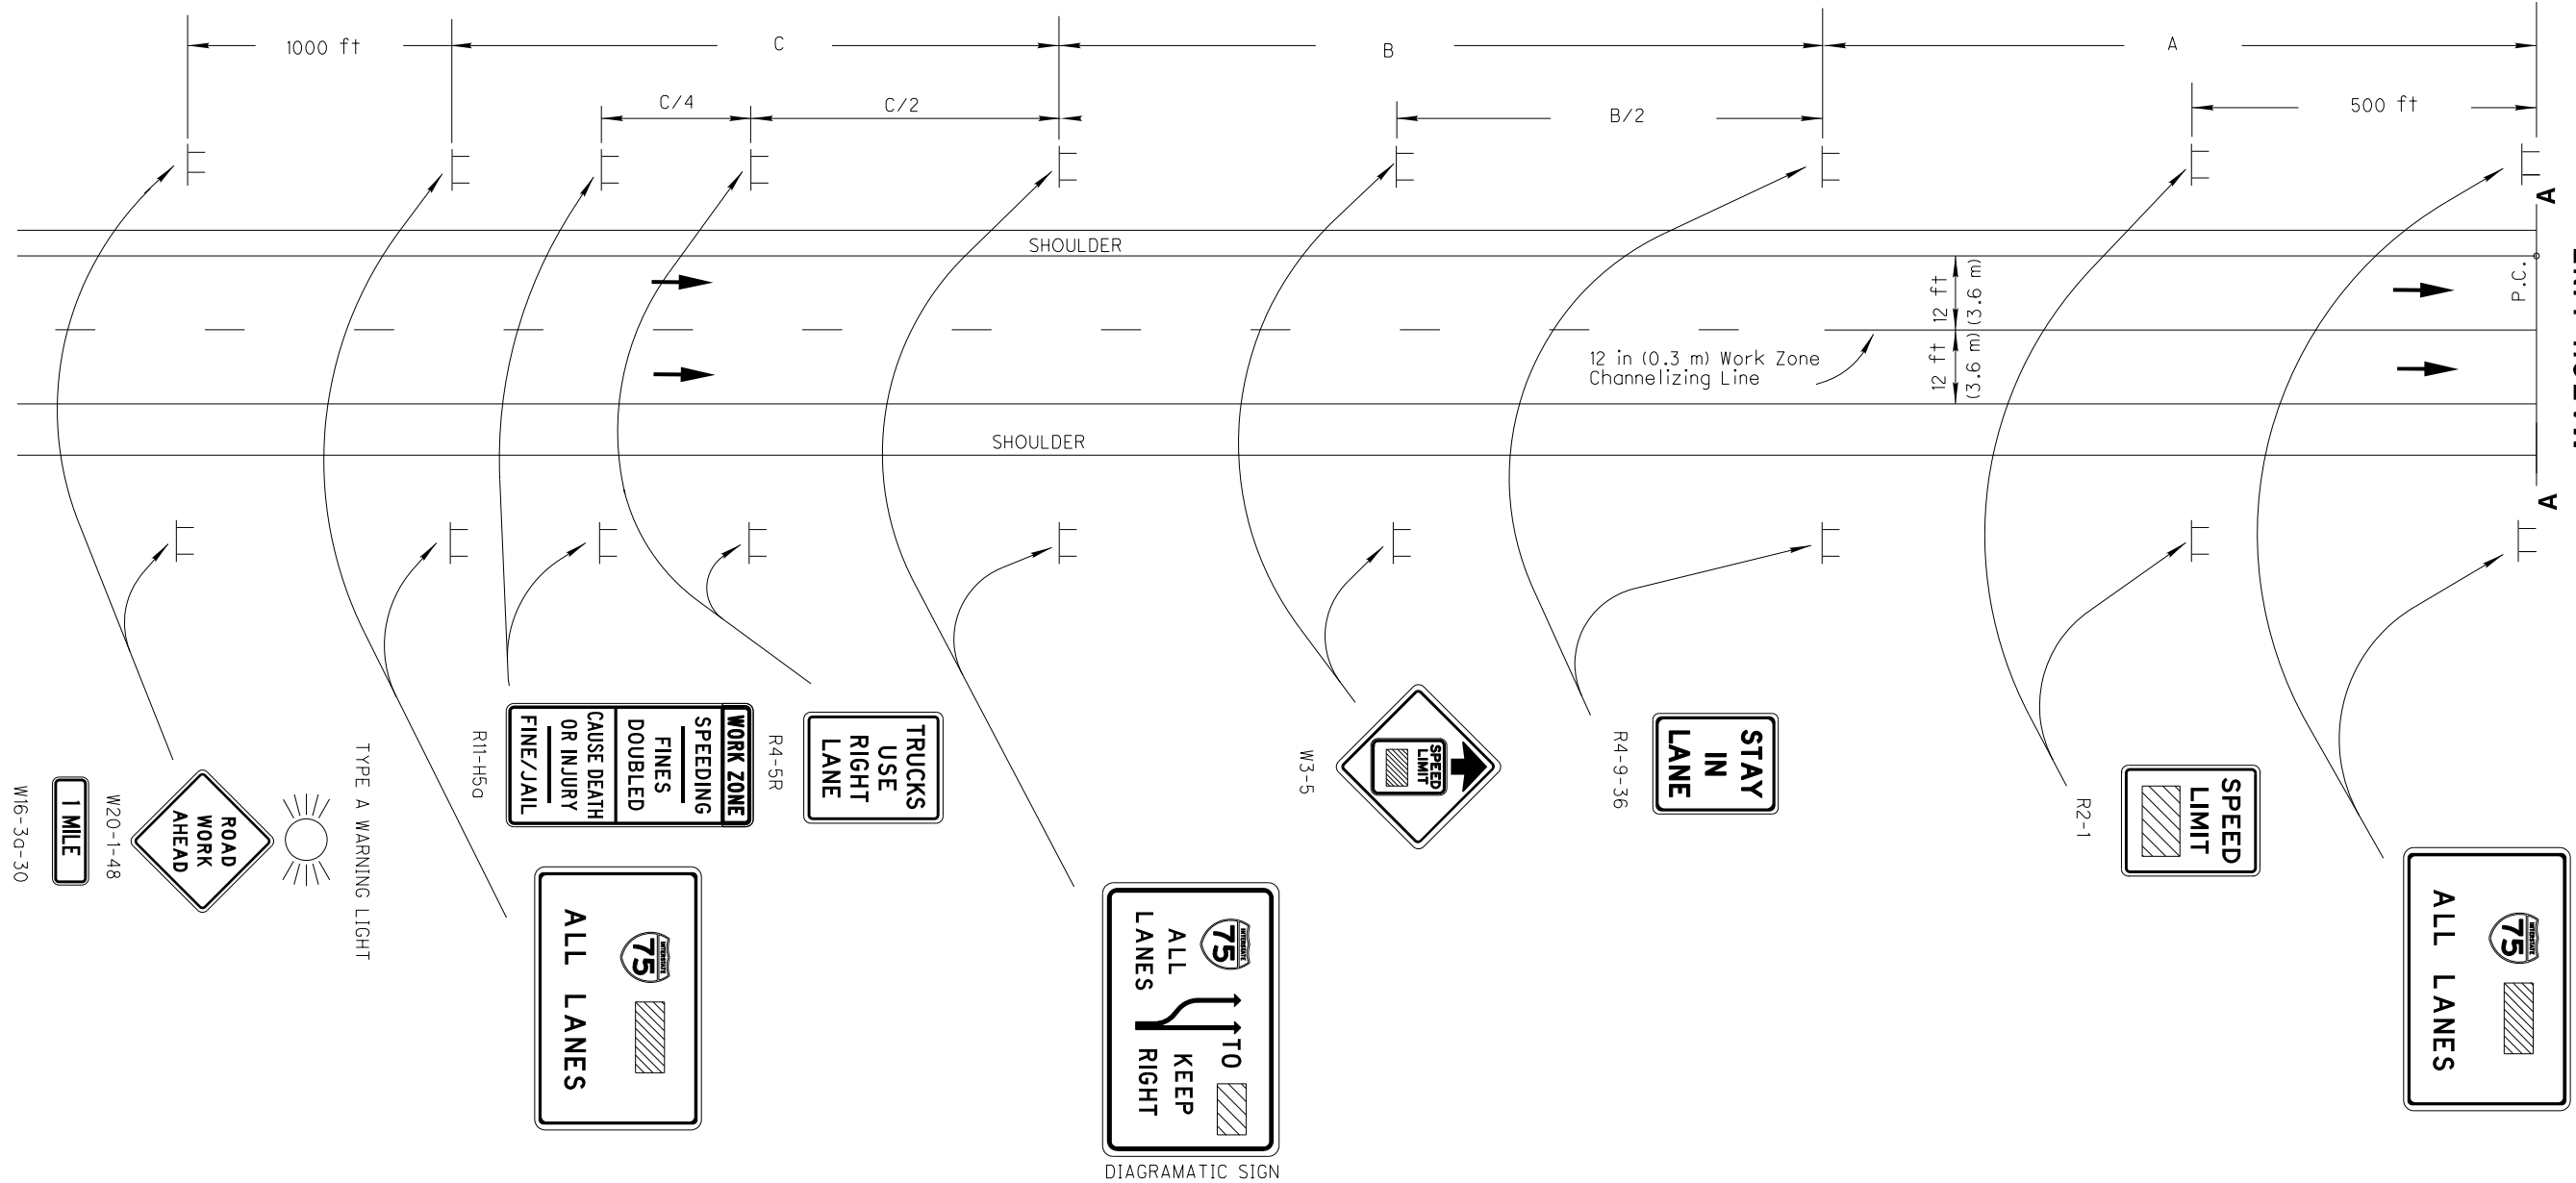 1000 ft
C
B
A
C/4
C/2
B/2
500 ft
A
SHOULDER
12 ft
(3.6 m)
P.C.
12 in (0.3 m) Work Zone
Channelizing Line
12 ft
(3.6 m)
SHOULDER
A
1 MILE
W16-3a-30
ROAD
WORK
AHEAD
W20-1-48
TYPE A WARNING LIGHT
WORK ZONE
SPEEDING
FINES
DOUBLED
CAUSE DEATH
OR INJURY
FINE/JAIL
R11-H5a
INTERSTATE
75
ALL LANES
TRUCKS
USE
RIGHT
LANE
R4-5R
INTERSTATE
75
TO
ALL
LANES
KEEP
RIGHT
DIAGRAMATIC SIGN
SPEED
LIMIT
W3-5
STAY
IN
LANE
R4-9-36
SPEED
LIMIT
R2-1
INTERSTATE
75
ALL LANES